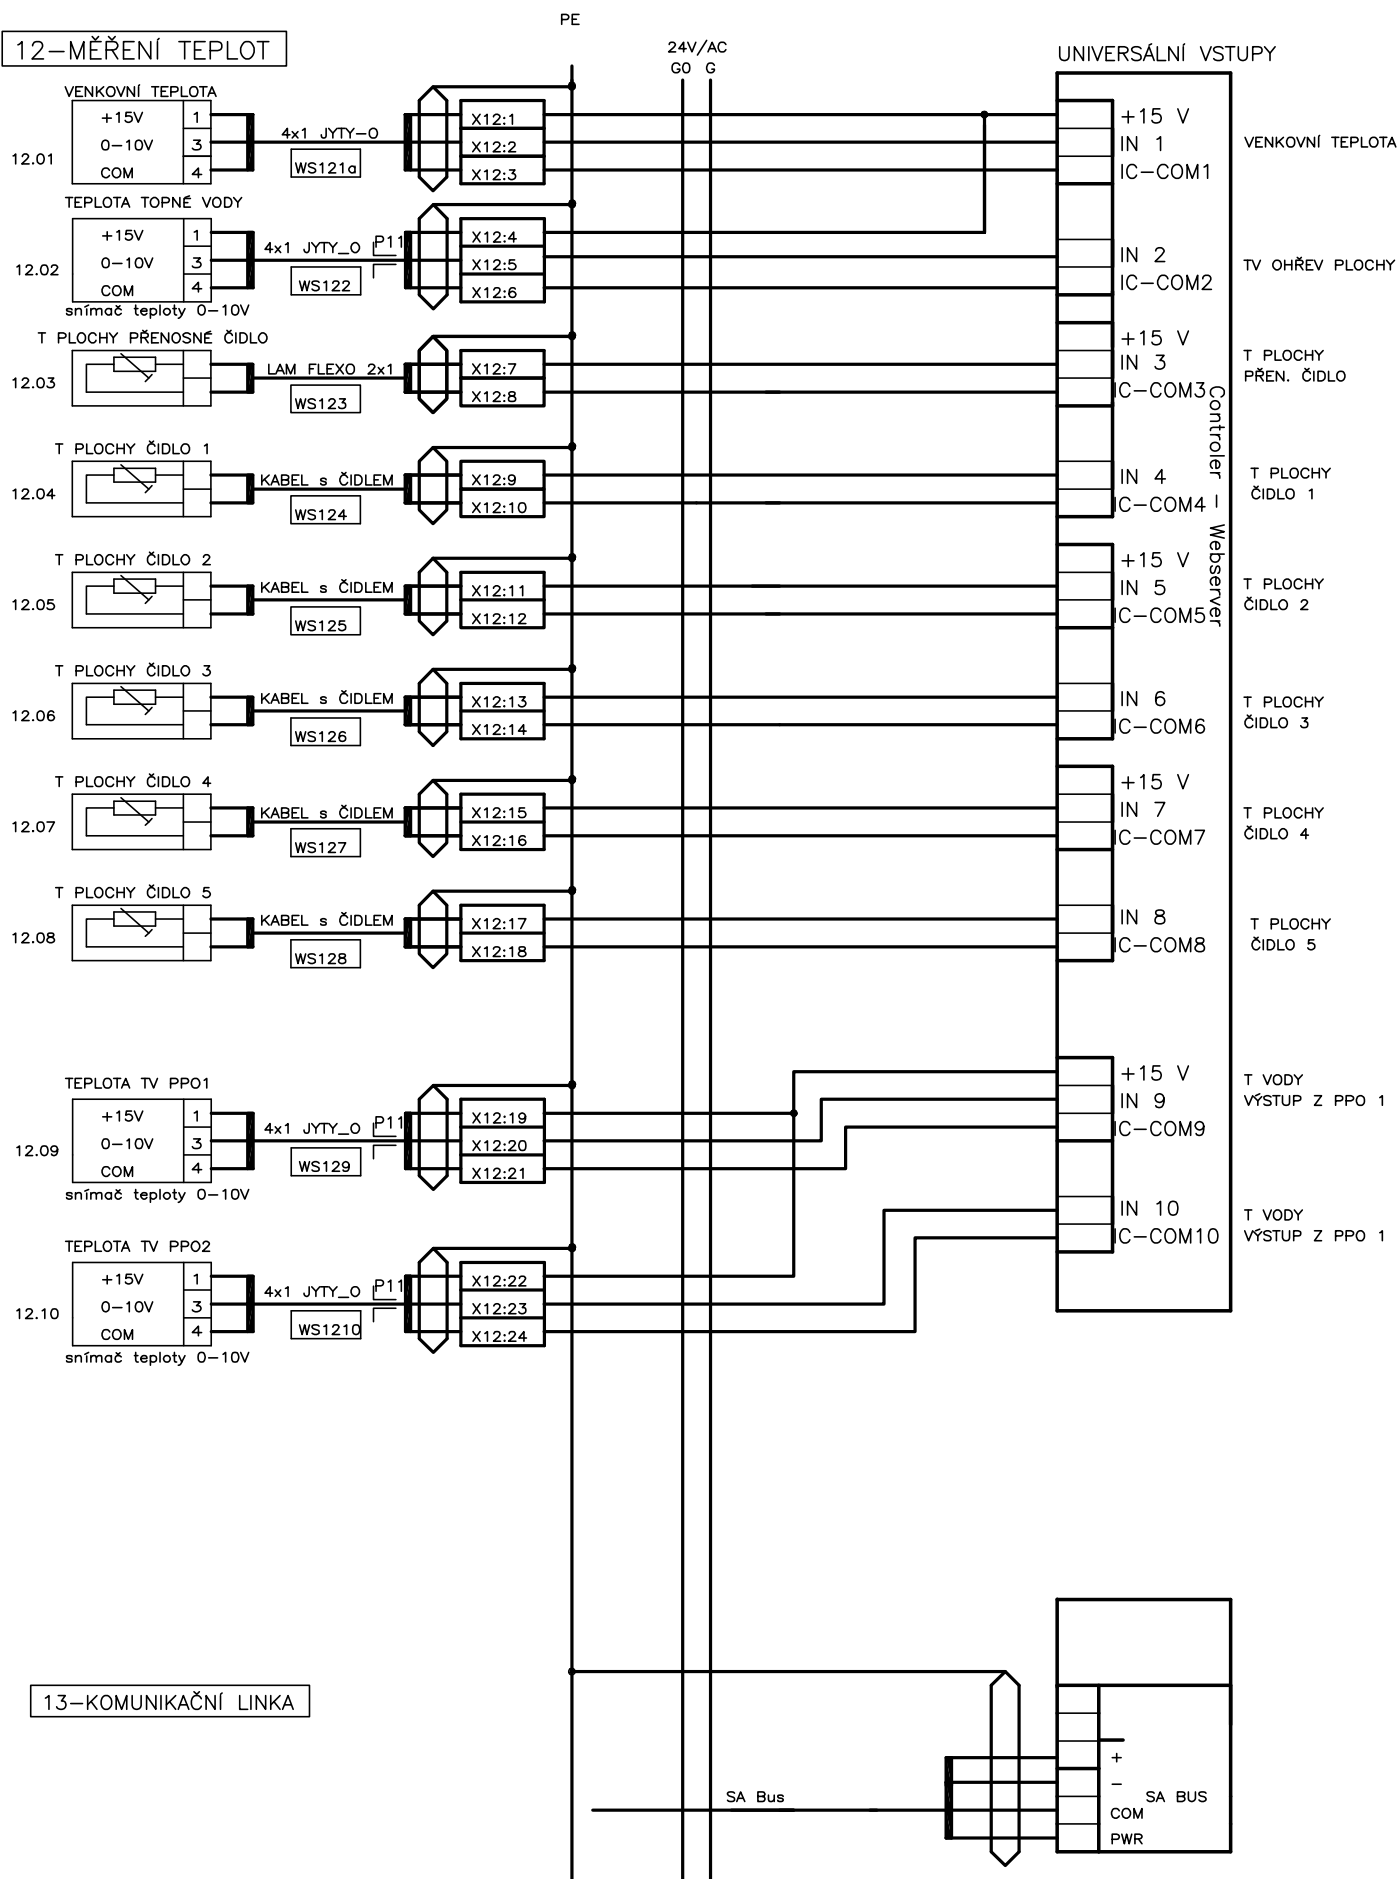 PE
12-MĚŘENÍ TEPLOT
24V/AC
G0 G
UNIVERSÁLNÍ VSTUPY
VENKOVNÍ TEPLOTA
12.01
+15V 1
0-10V 3
COM 4
4x1 JYTY-O
WS121a
X12:1
X12:2
X12:3
+15 V
IN 1
IC-COM1
VENKOVNÍ TEPLOTA
TEPLOTA TOPNÉ VODY
12.02
+15V 1
0-10V 3
COM 4
snímač teploty 0-10V
4x1 JYTY_O
P11
WS122
X12:4
X12:5
X12:6
IN 2
IC-COM2
TV OHŘEV PLOCHY
T PLOCHY PŘENOSNÉ ČIDLO
12.03
LAM FLEXO 2x1
WS123
X12:7
X12:8
+15 V
IN 3
IC-COM3
T PLOCHY
PŘEN. ČIDLO
Controler - Webserver
T PLOCHY ČIDLO 1
12.04
KABEL s ČIDLEM
WS124
X12:9
X12:10
IN 4
IC-COM4
T PLOCHY
ČIDLO 1
T PLOCHY ČIDLO 2
12.05
KABEL s ČIDLEM
WS125
X12:11
X12:12
+15 V
IN 5
IC-COM5
T PLOCHY
ČIDLO 2
T PLOCHY ČIDLO 3
12.06
KABEL s ČIDLEM
WS126
X12:13
X12:14
IN 6
IC-COM6
T PLOCHY
ČIDLO 3
T PLOCHY ČIDLO 4
12.07
KABEL s ČIDLEM
WS127
X12:15
X12:16
+15 V
IN 7
IC-COM7
T PLOCHY
ČIDLO 4
T PLOCHY ČIDLO 5
12.08
KABEL s ČIDLEM
WS128
X12:17
X12:18
IN 8
IC-COM8
T PLOCHY
ČIDLO 5
TEPLOTA TV PPO1
12.09
+15V 1
0-10V 3
COM 4
snímač teploty 0-10V
4x1 JYTY_O
P11
WS129
X12:19
X12:20
X12:21
+15 V
IN 9
IC-COM9
T VODY
VÝSTUP Z PPO 1
TEPLOTA TV PPO2
12.10
+15V 1
0-10V 3
COM 4
snímač teploty 0-10V
4x1 JYTY_O
P11
WS1210
X12:22
X12:23
X12:24
IN 10
IC-COM10
T VODY
VÝSTUP Z PPO 1
13-KOMUNIKAČNÍ LINKA
SA Bus
+
-
COM
PWR
SA BUS